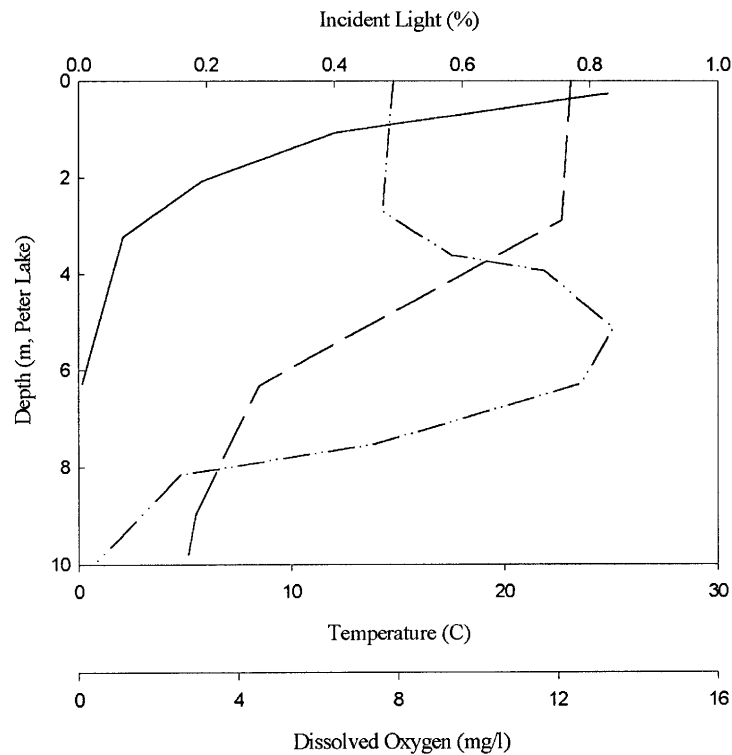 Incident Light (%)
0.0 0.2 0.4 0.6 0.8 1.0
0
2
4
6
8
10
Depth (m, Peter Lake)
0 10 20 30
Temperature (C)
0 4 8 12 16
Dissolved Oxygen (mg/l)